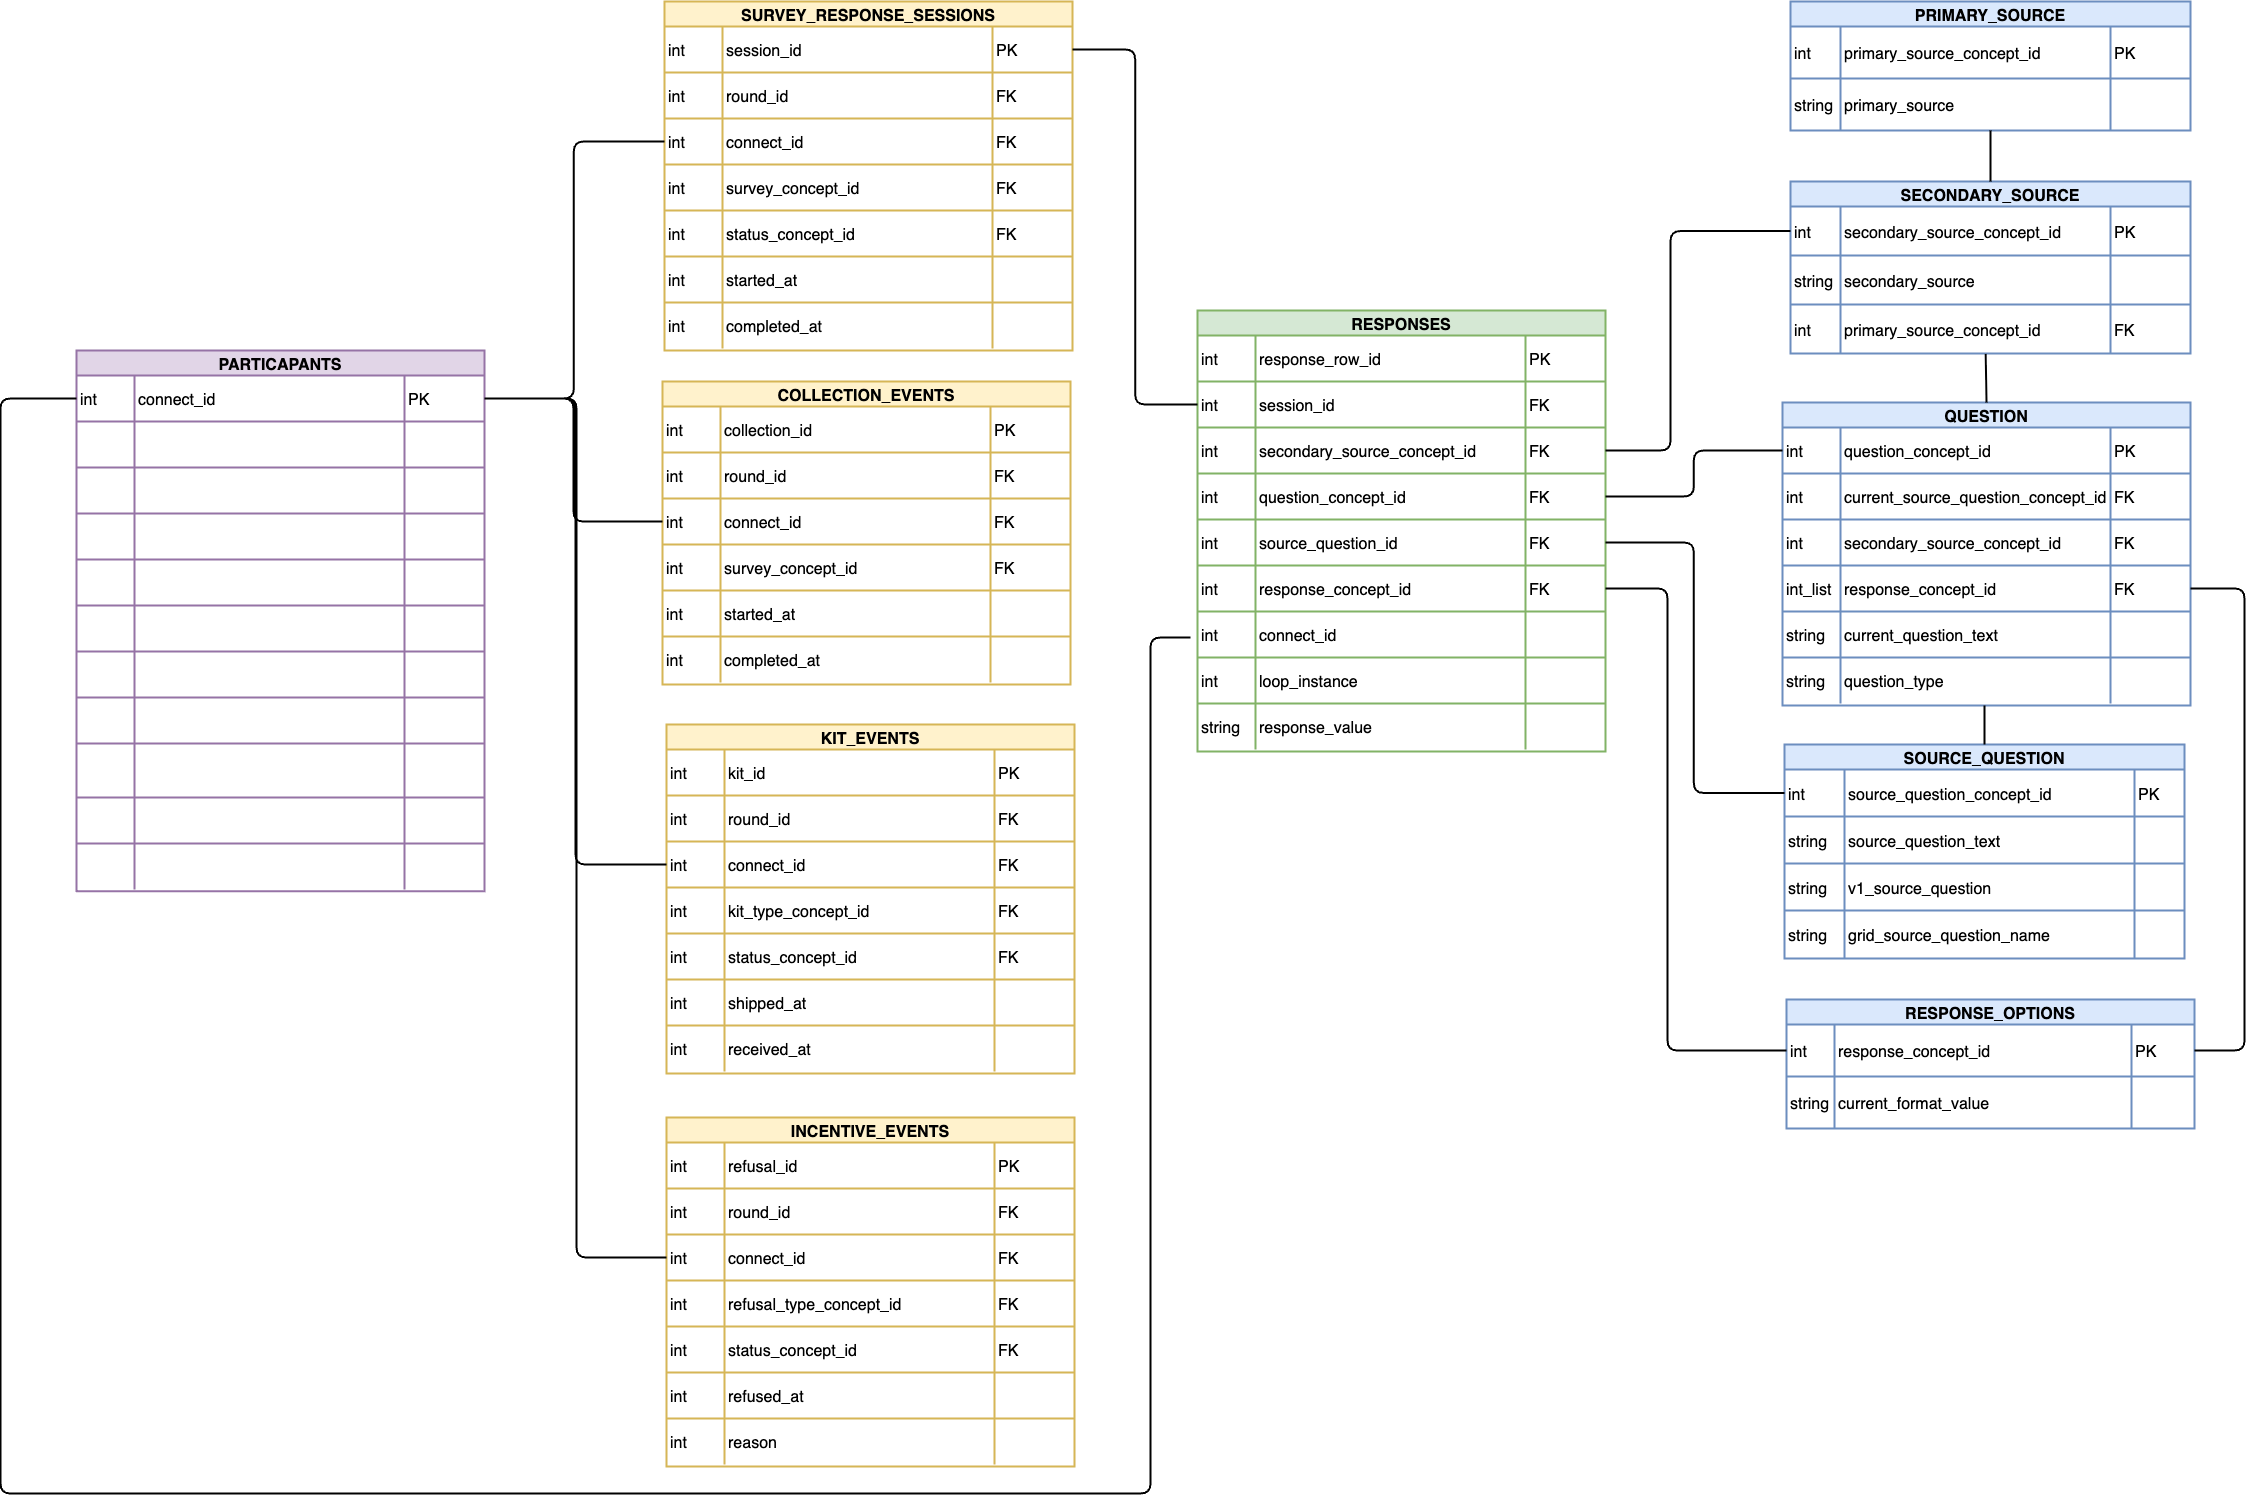 PARTICAPANTS
int connect_id PK
SURVEY_RESPONSE_SESSIONS
int session_id PK
int round_id FK
int connect_id FK
int survey_concept_id FK
int status_concept_id FK
int started_at
int completed_at
COLLECTION_EVENTS
int collection_id PK
int round_id FK
int connect_id FK
int survey_concept_id FK
int started_at
int completed_at
KIT_EVENTS
int kit_id PK
int round_id FK
int connect_id FK
int kit_type_concept_id FK
int status_concept_id FK
int shipped_at
int received_at
INCENTIVE_EVENTS
int refusal_id PK
int round_id FK
int connect_id FK
int refusal_type_concept_id FK
int status_concept_id FK
int refused_at
int reason
RESPONSES
int response_row_id PK
int session_id FK
int secondary_source_concept_id FK
int question_concept_id FK
int source_question_id FK
int response_concept_id FK
int connect_id
int loop_instance
string response_value
PRIMARY_SOURCE
int primary_source_concept_id PK
string primary_source
SECONDARY_SOURCE
int secondary_source_concept_id PK
string secondary_source
int primary_source_concept_id FK
QUESTION
int question_concept_id PK
int current_source_question_concept_id FK
int secondary_source_concept_id FK
int_list response_concept_id FK
string current_question_text
string question_type
SOURCE_QUESTION
int source_question_concept_id PK
string source_question_text
string v1_source_question
string grid_source_question_name
RESPONSE_OPTIONS
int response_concept_id PK
string current_format_value